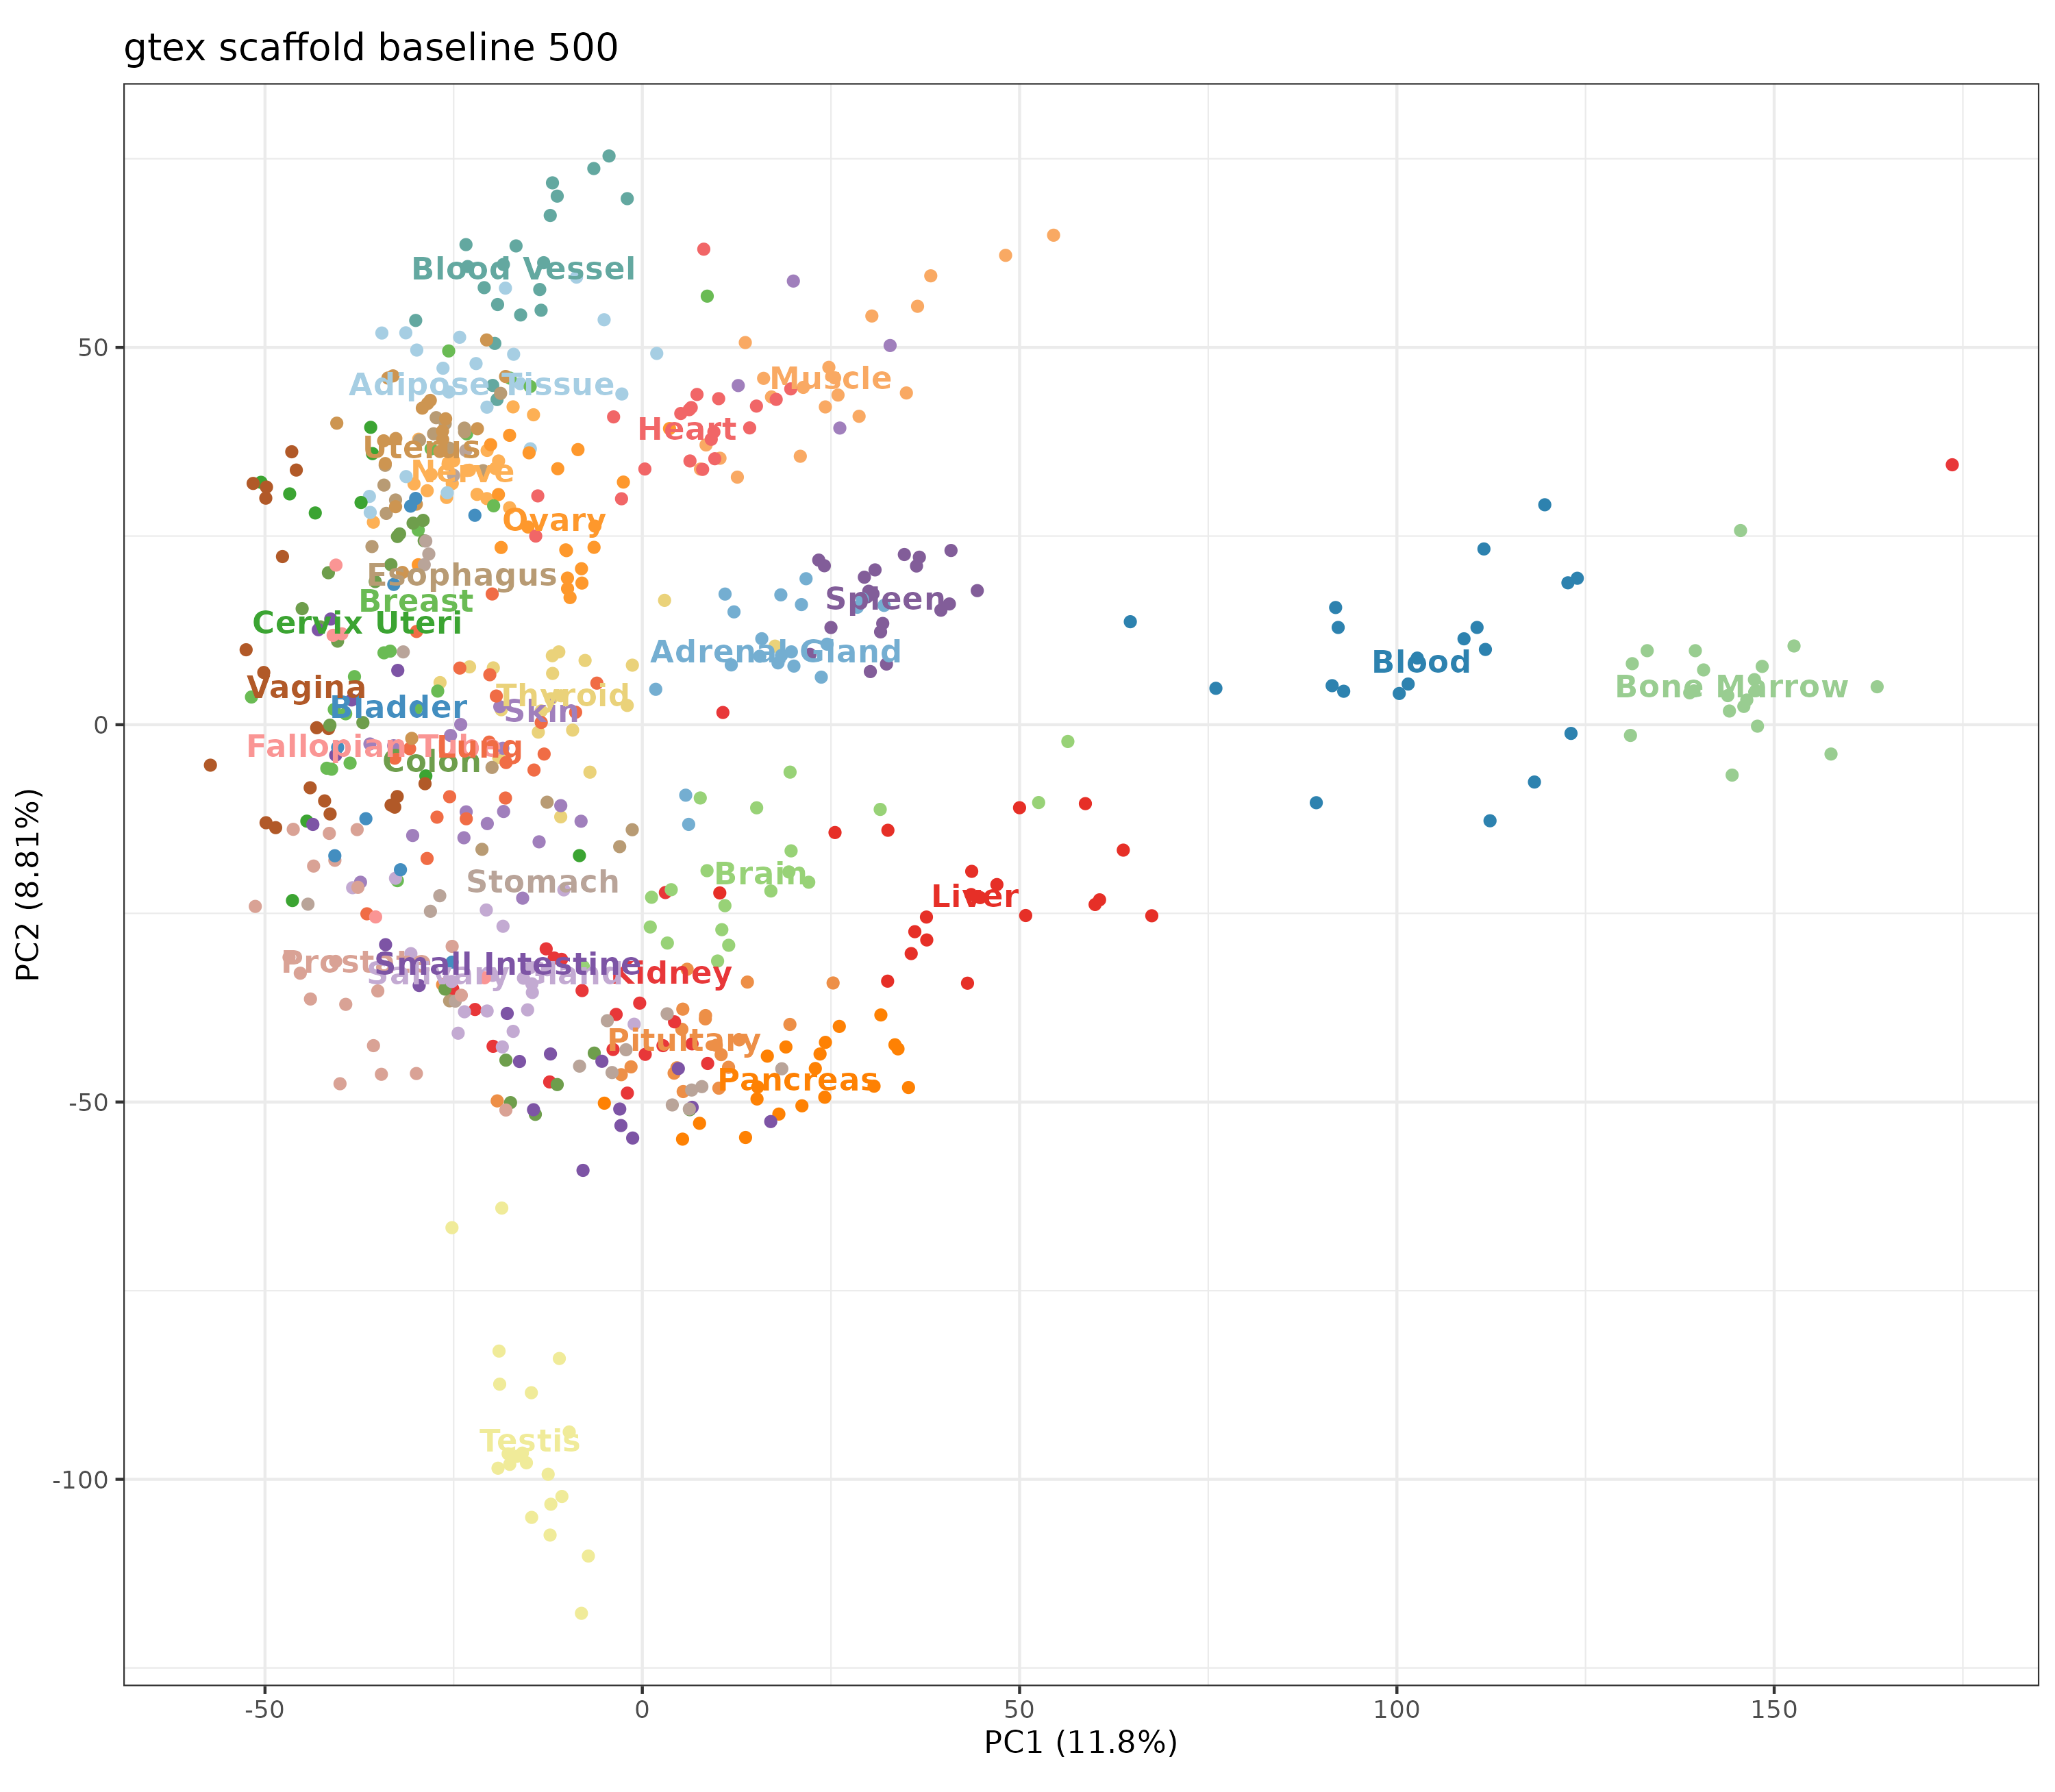 gtex scaffold baseline 500
Blood Vessel
50
Adipose Tissue
Muscle
Heart
Uterus
Nerve
Ovary
Esophagus
Breast
Spleen
Cervix Uteri
Adrenal Gland
Blood
Vagina
Thyroid
Bone Marrow
Bladder
Skin
0
Fallopian Tube
Lung
Colon
Brain
Stomach
Liver
Prostate
Small Intestine
Salivary Gland
Kidney
Pituitary
Pancreas
-50
Testis
-100
PC2 (8.81%)
-50 0 50 100 150
PC1 (11.8%)